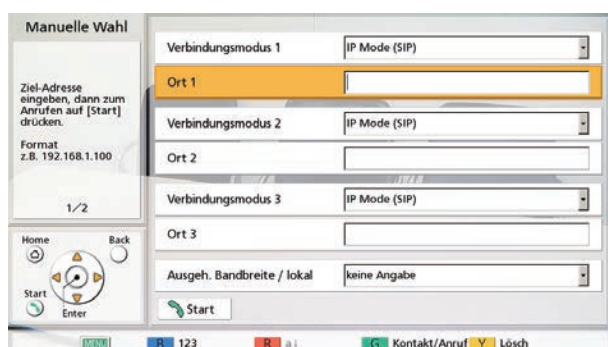 Manuelle Wahl
Ziel-Adresse
eingeben, dann zum
Anrufen auf [Start]
drücken.
Format
z.B. 192.168.1.100
1/2
Home
Back
Start
Enter
Verbindungsmodus 1 IP Mode (SIP)
Ort 1
Verbindungsmodus 2 IP Mode (SIP)
Ort 2
Verbindungsmodus 3 IP Mode (SIP)
Ort 3
Ausgeh. Bandbreite / lokal keine Angabe
Start
MENU B 123 R G Kontakt/Anruf Y Lösch